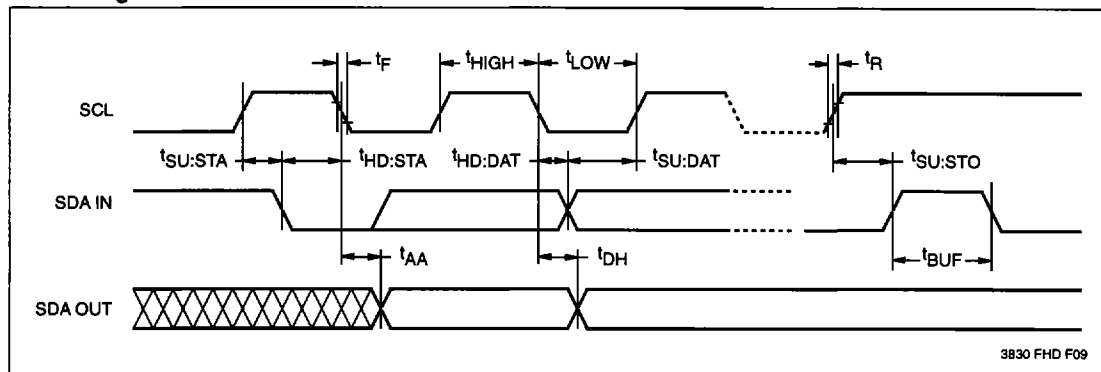 tF
tHIGH
tLOW
tR
SCL
tSU:STA
tHD:STA
tHD:DAT
tSU:DAT
tSU:STO
SDA IN
tAA
tDH
tBUF
SDA OUT
3830 FHD F09